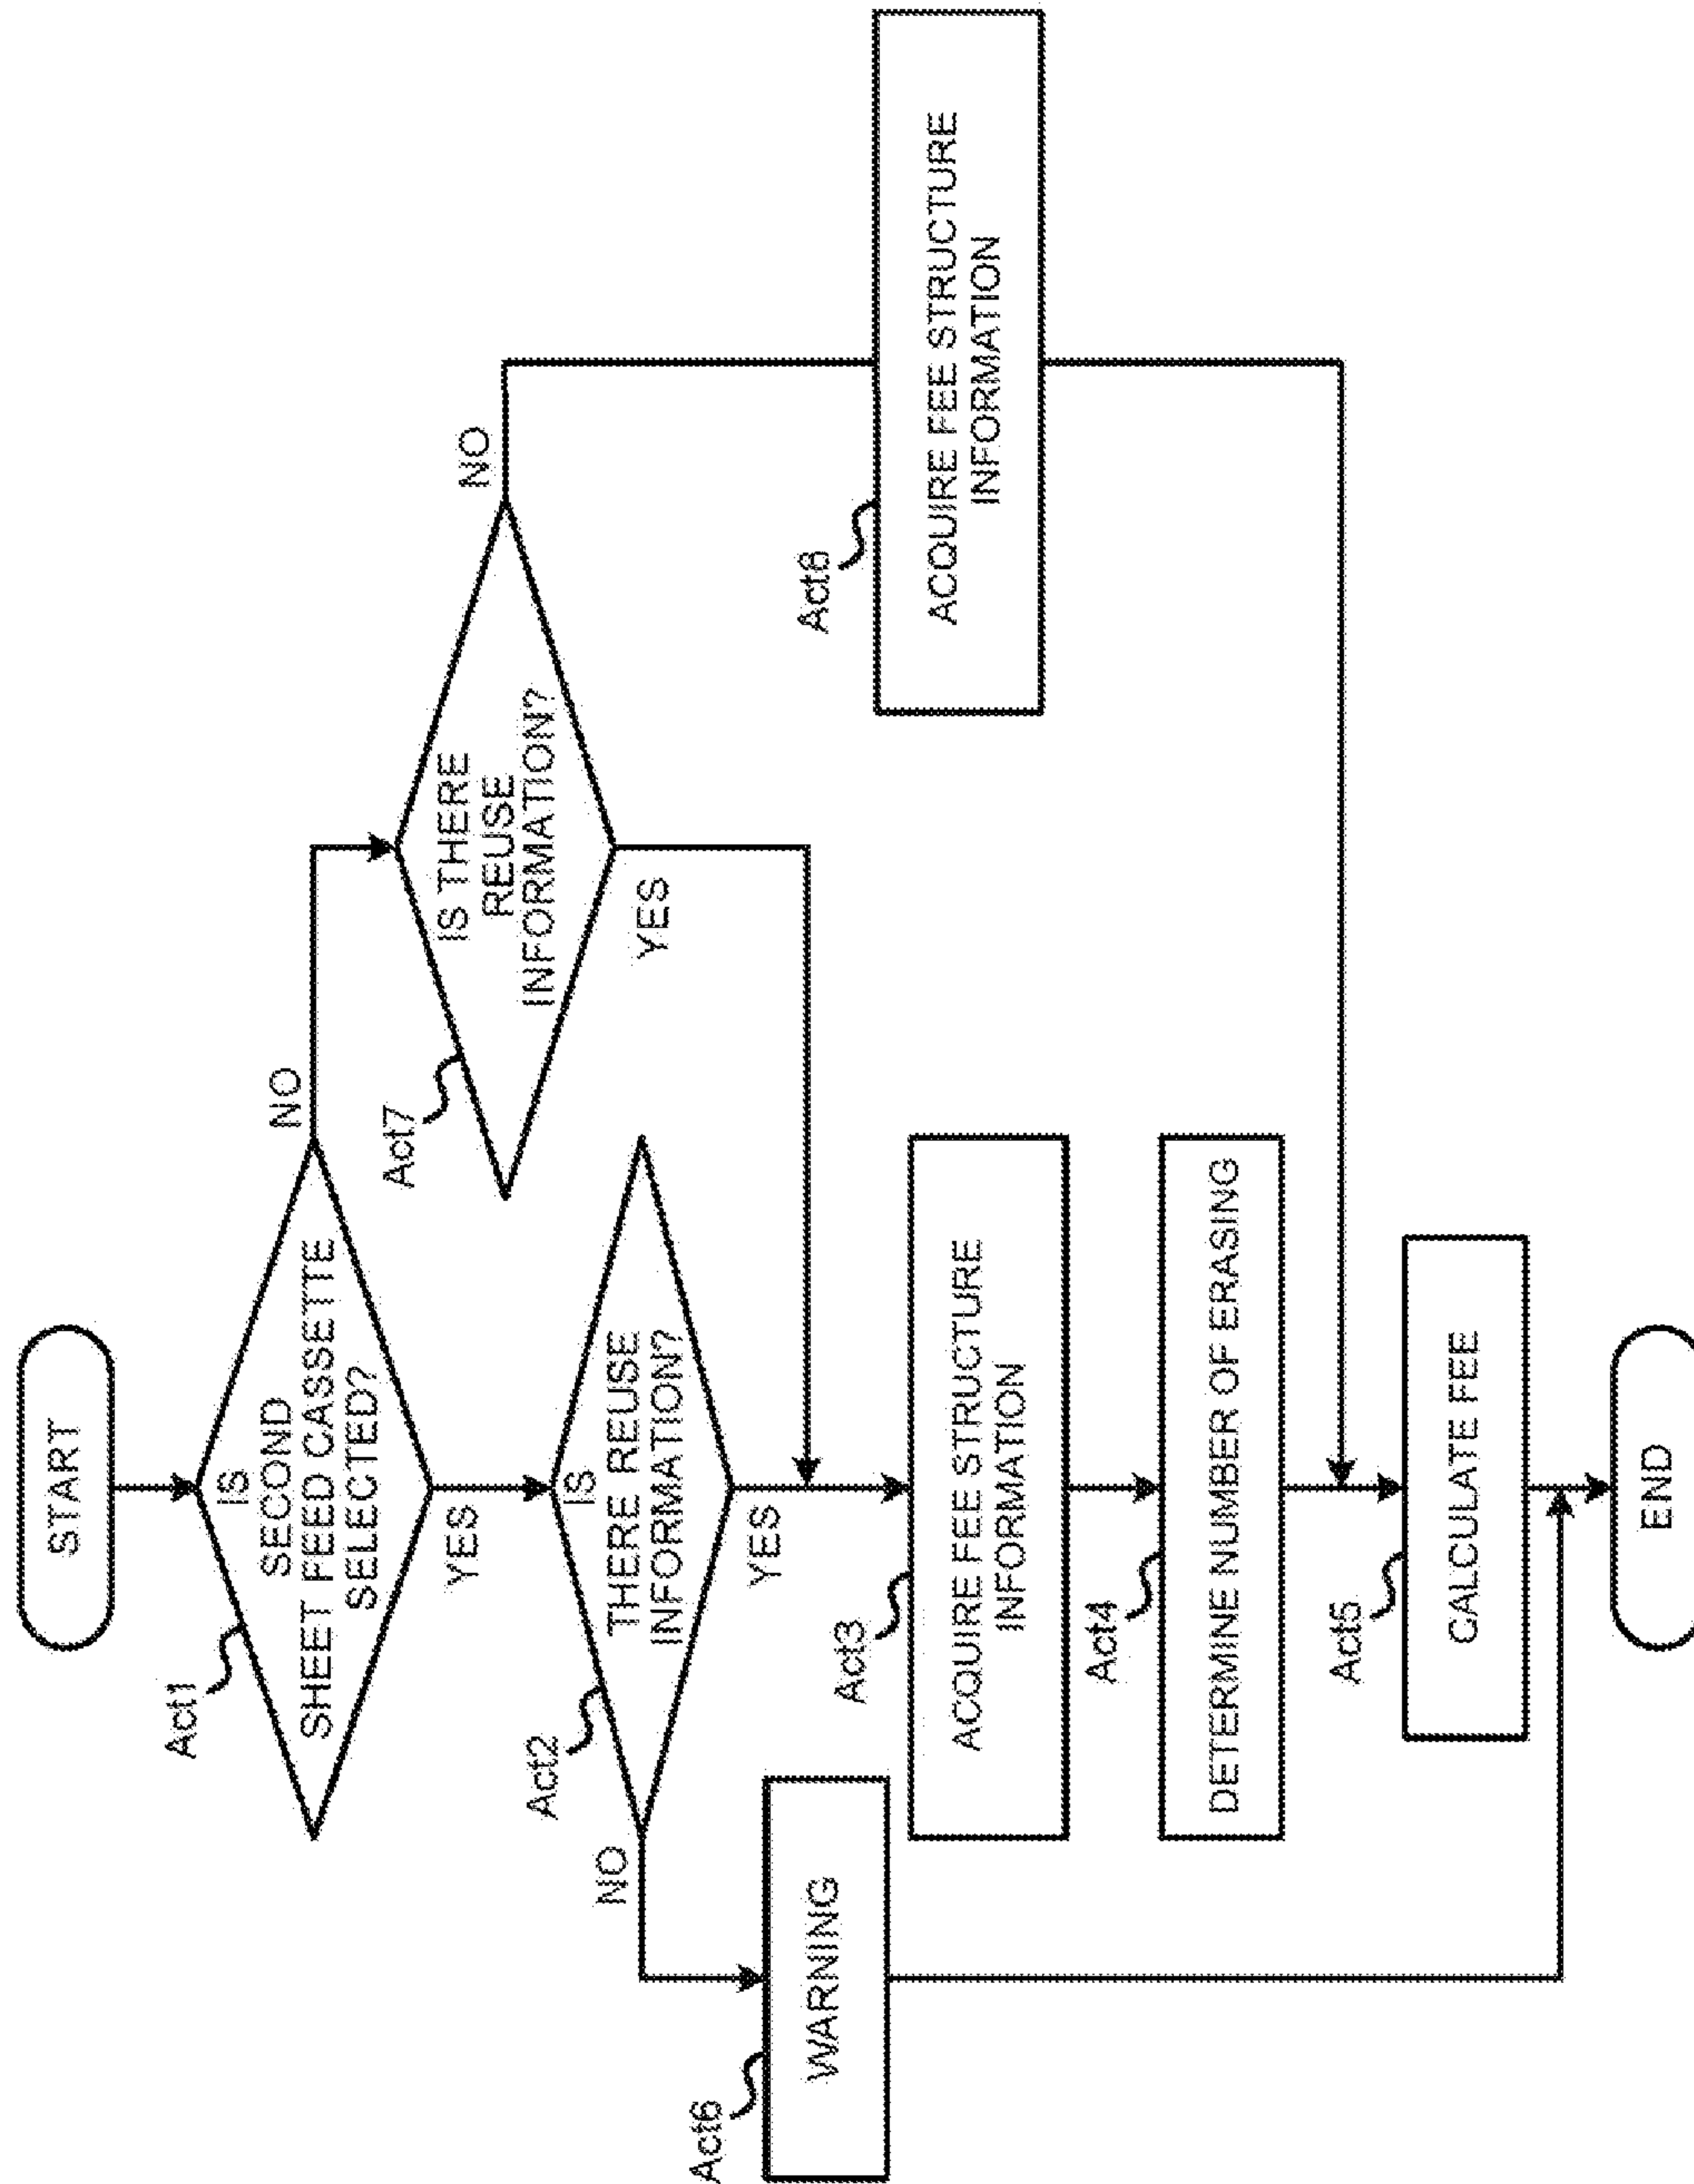 START
Act1
IS
SECOND
SHEET FEED CASSETTE
SELECTED?
NO
YES
Act7
IS THERE
REUSE
INFORMATION?
NO
YES
Act2
IS
THERE REUSE
INFORMATION?
NO
YES
Act6
WARNING
Act3
ACQUIRE FEE STRUCTURE
INFORMATION
Act8
ACQUIRE FEE STRUCTURE
INFORMATION
Act4
DETERMINE NUMBER OF ERASING
Act5
CALCULATE FEE
END